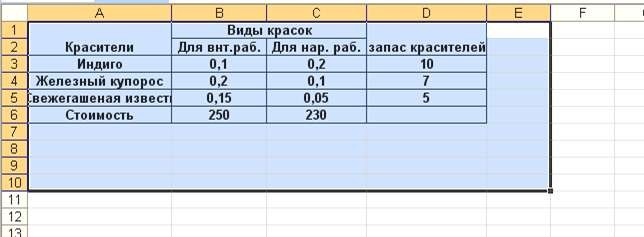 A B C D E F
1 Виды красок
2 Красители Для внт.раб. Для нар. раб. запас красителей
3 Индиго 0,1 0,2 10
4 Железный купорос 0,2 0,1 7
5 свежегашеная извест 0,15 0,05 5
6 Стоимость 250 230
7
8
9
10
11
12
13